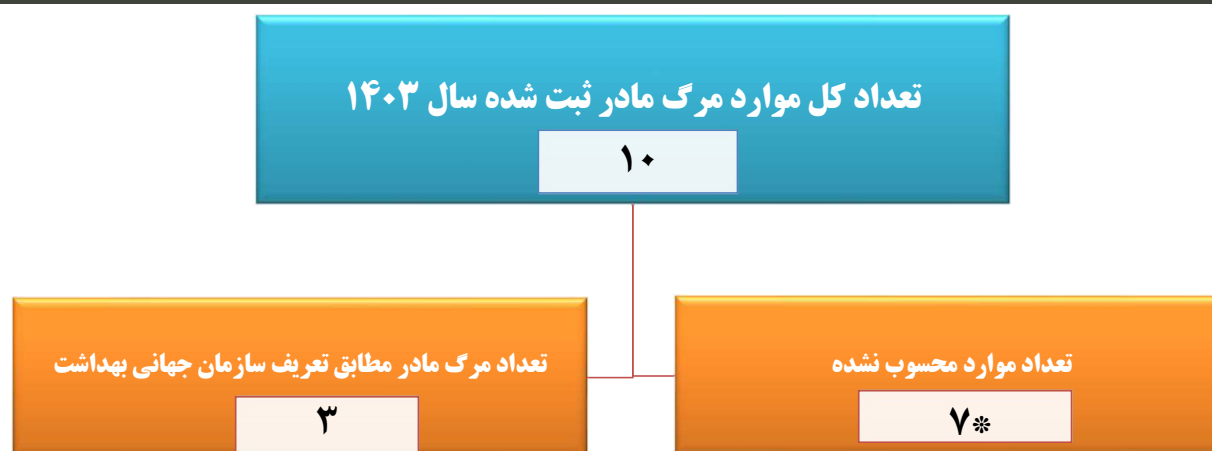 تعداد کل موارد مرگ مادر ثبت شده سال ۱۴۰۳
۱۰
تعداد موارد محسوب نشده
*۷
تعداد مرگ مادر مطابق تعریف سازمان جهانی بهداشت
۳